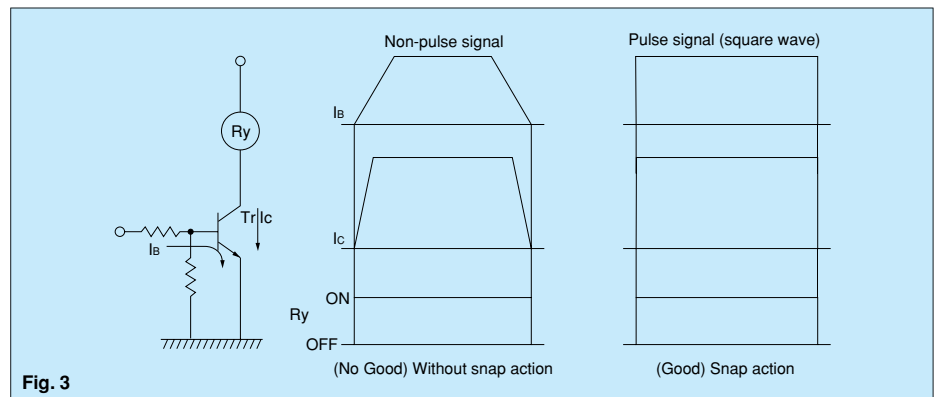 Non-pulse signal
Pulse signal (square wave)
Ry
IB
Tr Ic
IB
IC
ON
Ry
OFF
(No Good) Without snap action
(Good) Snap action
Fig. 3